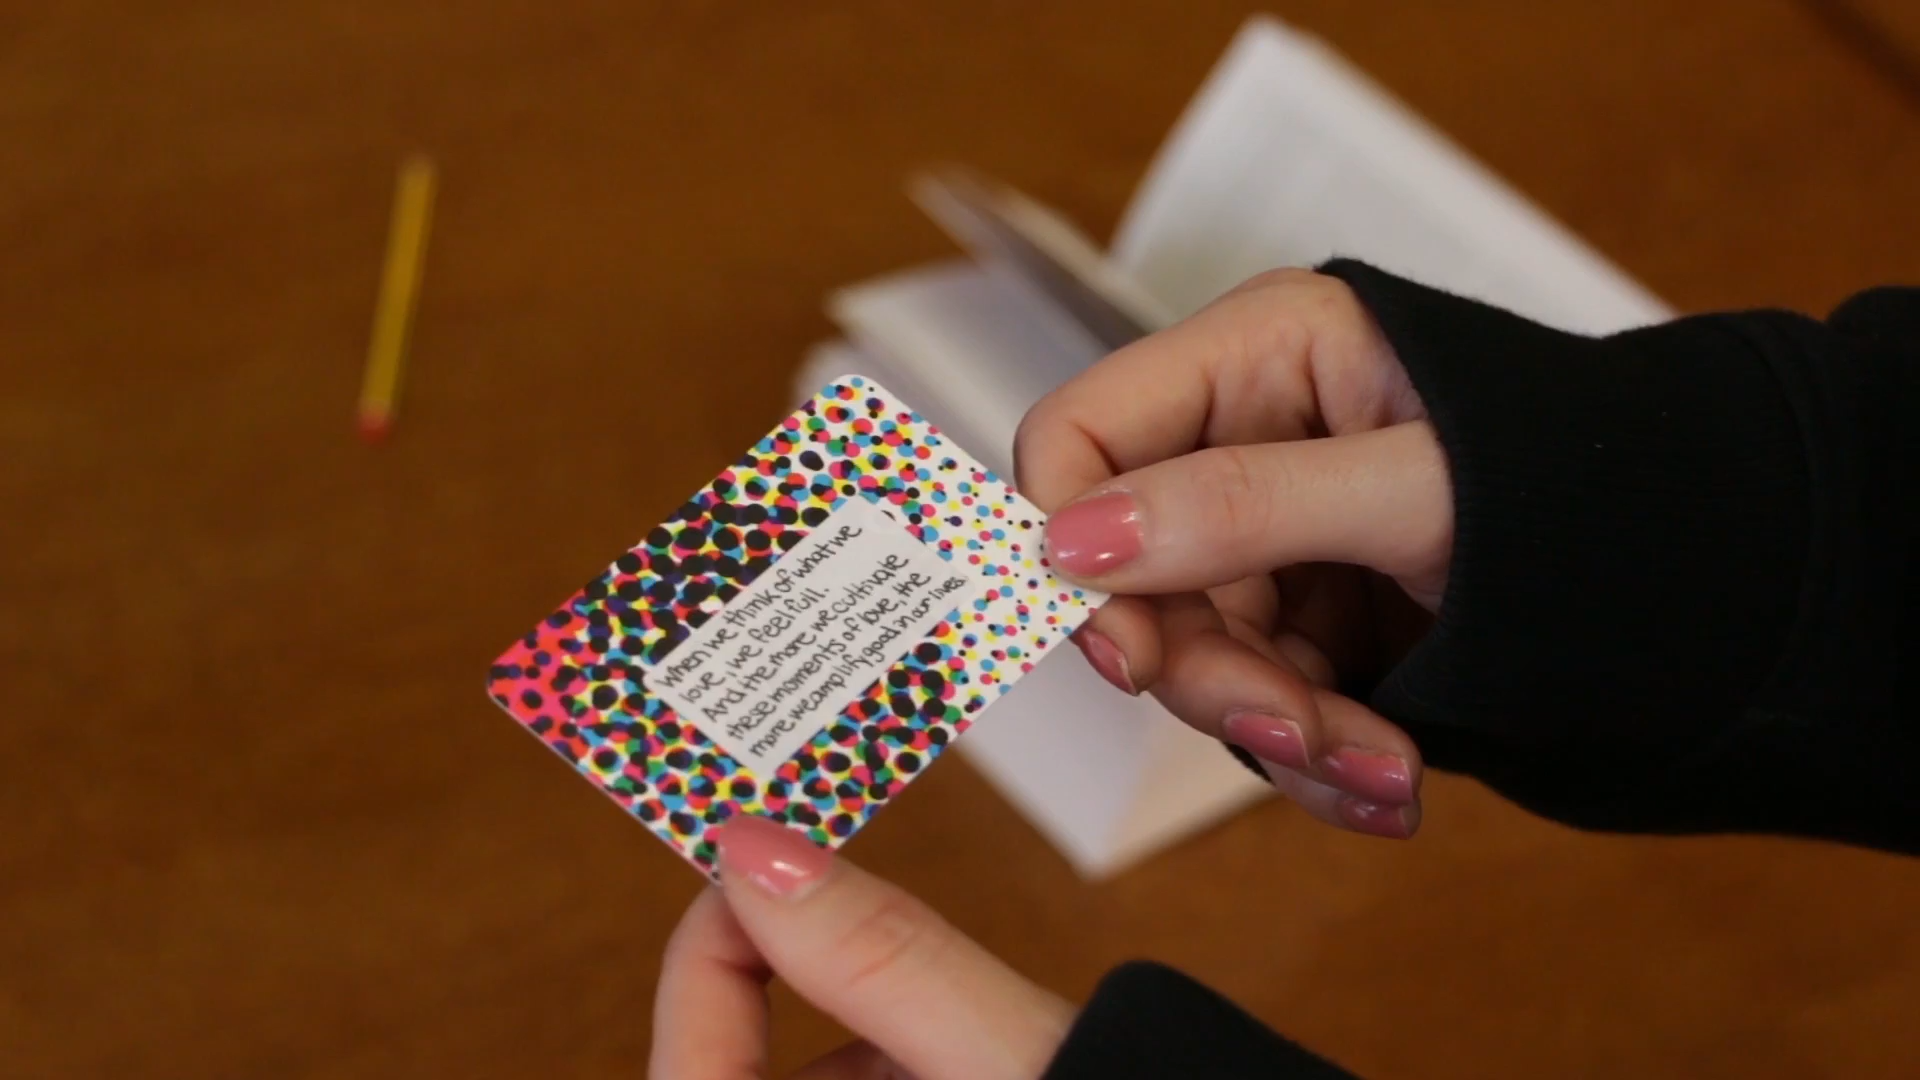 When we think of what we
love, we feel full.
And the more we cultivate
these moments of love, the
more we amplify good in our lives.